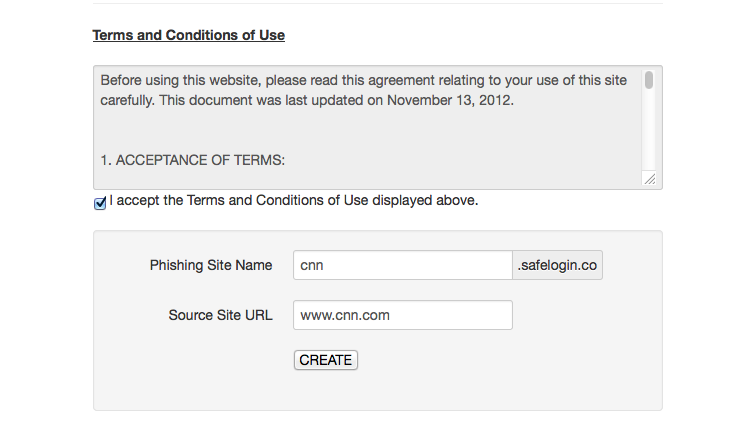 Terms and Conditions of Use
Before using this website, please read this agreement relating to your use of this site
carefully. This document was last updated on November 13, 2012.
1. ACCEPTANCE OF TERMS:
I accept the Terms and Conditions of Use displayed above.
Phishing Site Name cnn .safelogin.co
Source Site URL www.cnn.com
CREATE